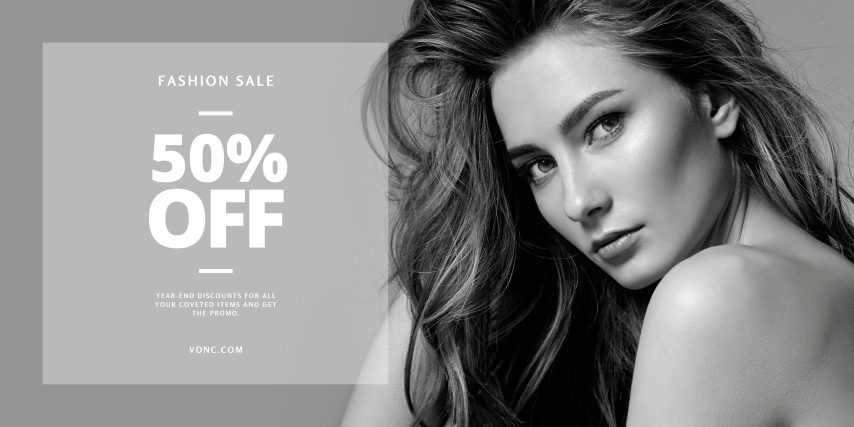 FASHION SALE
50%
OFF
YEAR-END DISCOUNTS FOR ALL
YOUR COVETED ITEMS AND GET
THE PROMO.
VONC.COM